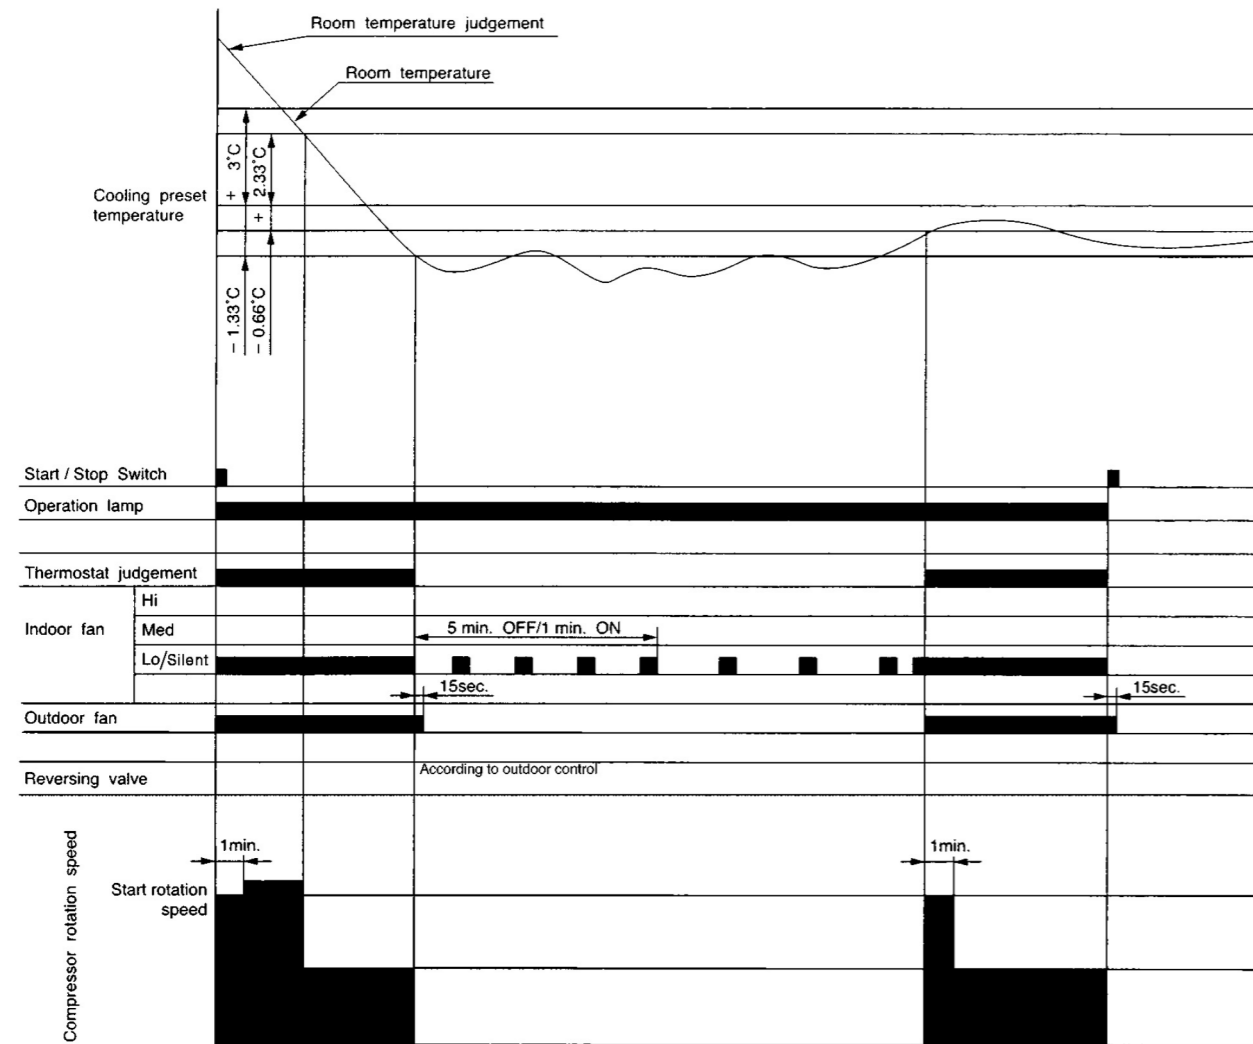 Room temperature judgement
Room temperature
+ 3°C
+ 2.33°C
Cooling preset
temperature
− 1.33°C
− 0.66°C
Start / Stop Switch
Operation lamp
Thermostat judgement
Indoor fan
Hi
Med
Lo/Silent
5 min. OFF/1 min. ON
15sec.
15sec.
Outdoor fan
According to outdoor control
Reversing valve
Compressor rotation speed
1min.
1min.
Start rotation
speed